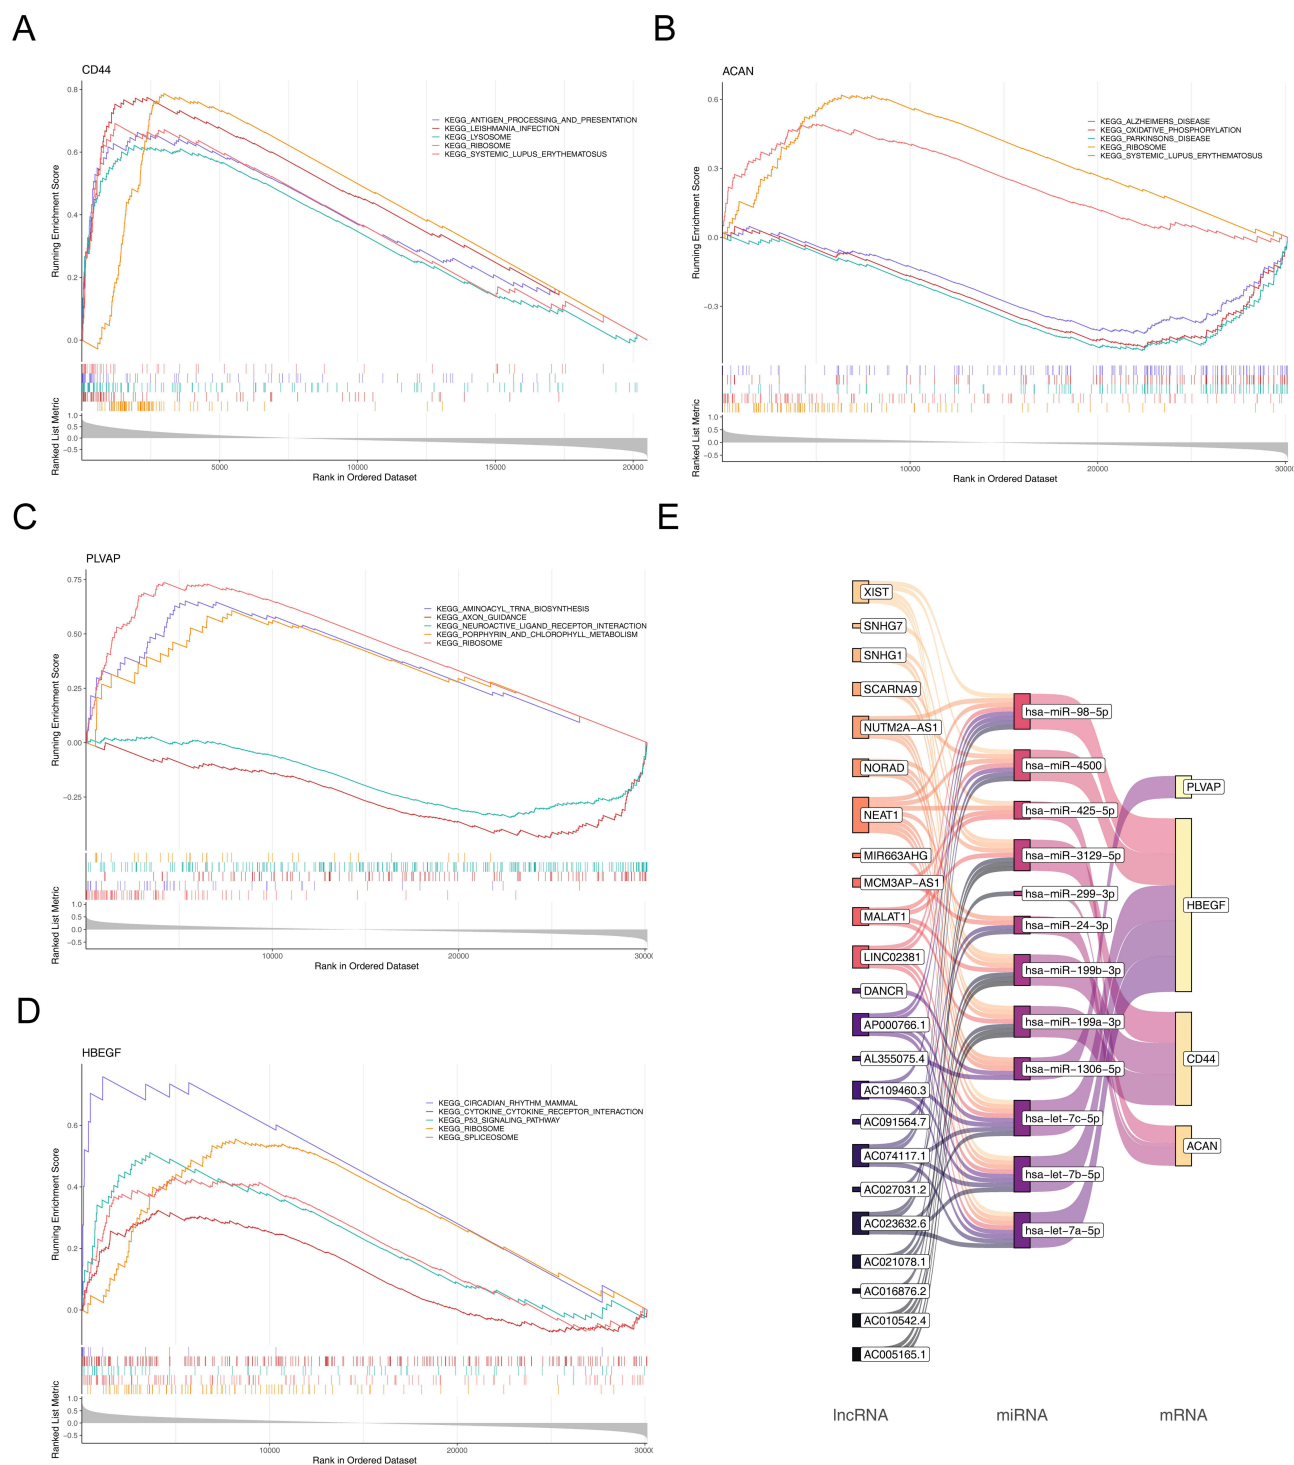 A
CD44
KEGG_ANTIGEN_PROCESSING_AND_PRESENTATION
KEGG_LEISHMANIA_INFECTION
KEGG_LYSOSOME
KEGG_RIBOSOME
KEGG_SYSTEMIC_LUPUS_ERYTHEMATOSUS
Running Enrichment Score
0.8
0.6
0.4
0.2
0.0
Ranked List Metric
1.0
0.5
0.0
−0.5
5000
10000
15000
20000
Rank in Ordered Dataset
B
ACAN
KEGG_ALZHEIMERS_DISEASE
KEGG_OXIDATIVE_PHOSPHORYLATION
KEGG_PARKINSONS_DISEASE
KEGG_RIBOSOME
KEGG_SYSTEMIC_LUPUS_ERYTHEMATOSUS
Running Enrichment Score
0.6
0.3
0.0
−0.3
Ranked List Metric
1.0
0.5
0.0
−0.5
10000
20000
3000
Rank in Ordered Dataset
C
PLVAP
KEGG_AMINOACYL_TRNA_BIOSYNTHESIS
KEGG_AXON_GUIDANCE
KEGG_NEUROACTIVE_LIGAND_RECEPTOR_INTERACTION
KEGG_PORPHYRIN_AND_CHLOROPHYLL_METABOLISM
KEGG_RIBOSOME
Running Enrichment Score
0.75
0.50
0.25
0.00
−0.25
Ranked List Metric
1.0
0.5
0.0
−0.5
10000
20000
3000
Rank in Ordered Dataset
D
HBEGF
KEGG_CIRCADIAN_RHYTHM_MAMMAL
KEGG_CYTOKINE_CYTOKINE_RECEPTOR_INTERACTION
KEGG_P53_SIGNALING_PATHWAY
KEGG_RIBOSOME
KEGG_SPLICEOSOME
Running Enrichment Score
0.6
0.4
0.2
0.0
Ranked List Metric
1.0
0.5
0.0
−0.5
10000
20000
3000
Rank in Ordered Dataset
E
XIST
SNHG7
SNHG1
SCARNA9
NUTM2A−AS1
NORAD
NEAT1
MIR663AHG
MCM3AP−AS1
MALAT1
LINC02381
DANCR
AP000766.1
AL355075.4
AC109460.3
AC091564.7
AC074117.1
AC027031.2
AC023632.6
AC021078.1
AC016876.2
AC010542.4
AC005165.1
hsa−miR−98−5p
hsa−miR−4500
hsa−miR−425−5p
hsa−miR−3129−5p
hsa−miR−299−3p
hsa−miR−24−3p
hsa−miR−199b−3p
hsa−miR−199a−3p
hsa−miR−1306−5p
hsa−let−7c−5p
hsa−let−7b−5p
hsa−let−7a−5p
PLVAP
HBEGF
CD44
ACAN
lncRNA
miRNA
mRNA